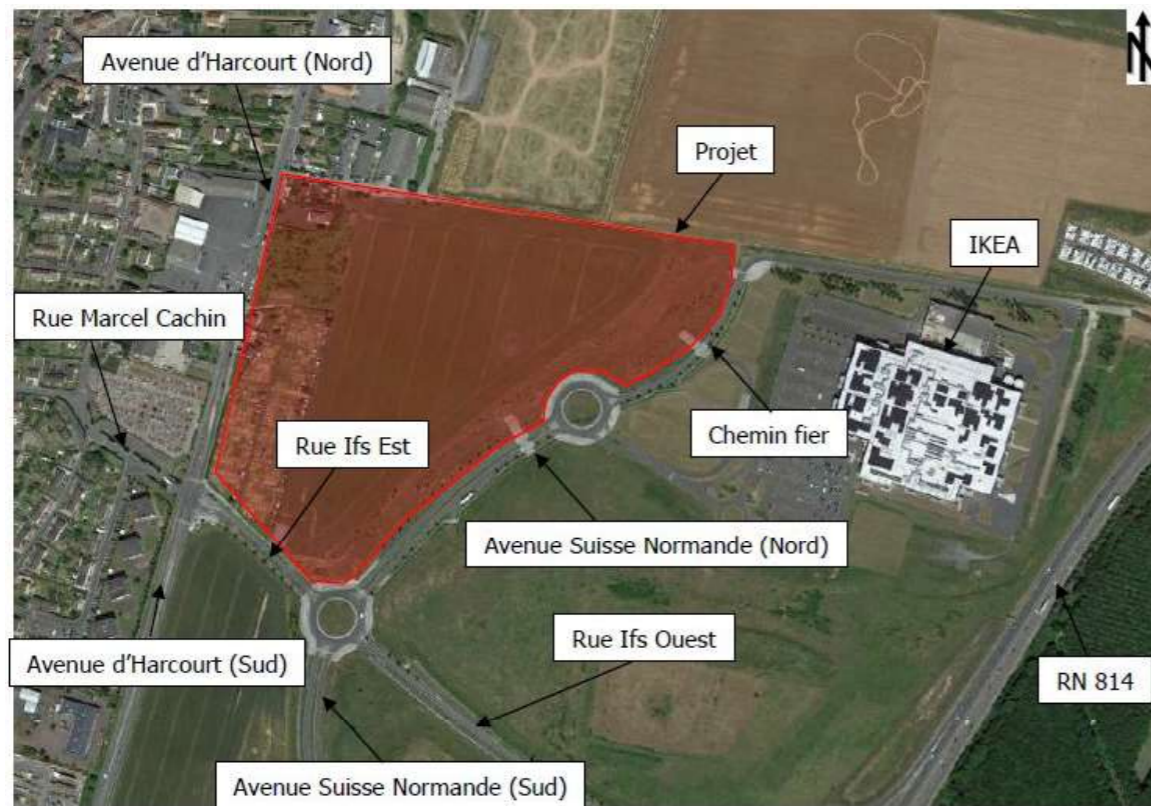 Avenue d'Harcourt (Nord)
N
Projet
IKEA
Rue Marcel Cachin
Chemin fier
Rue Ifs Est
Avenue Suisse Normande (Nord)
Rue Ifs Ouest
Avenue d'Harcourt (Sud)
RN 814
Avenue Suisse Normande (Sud)